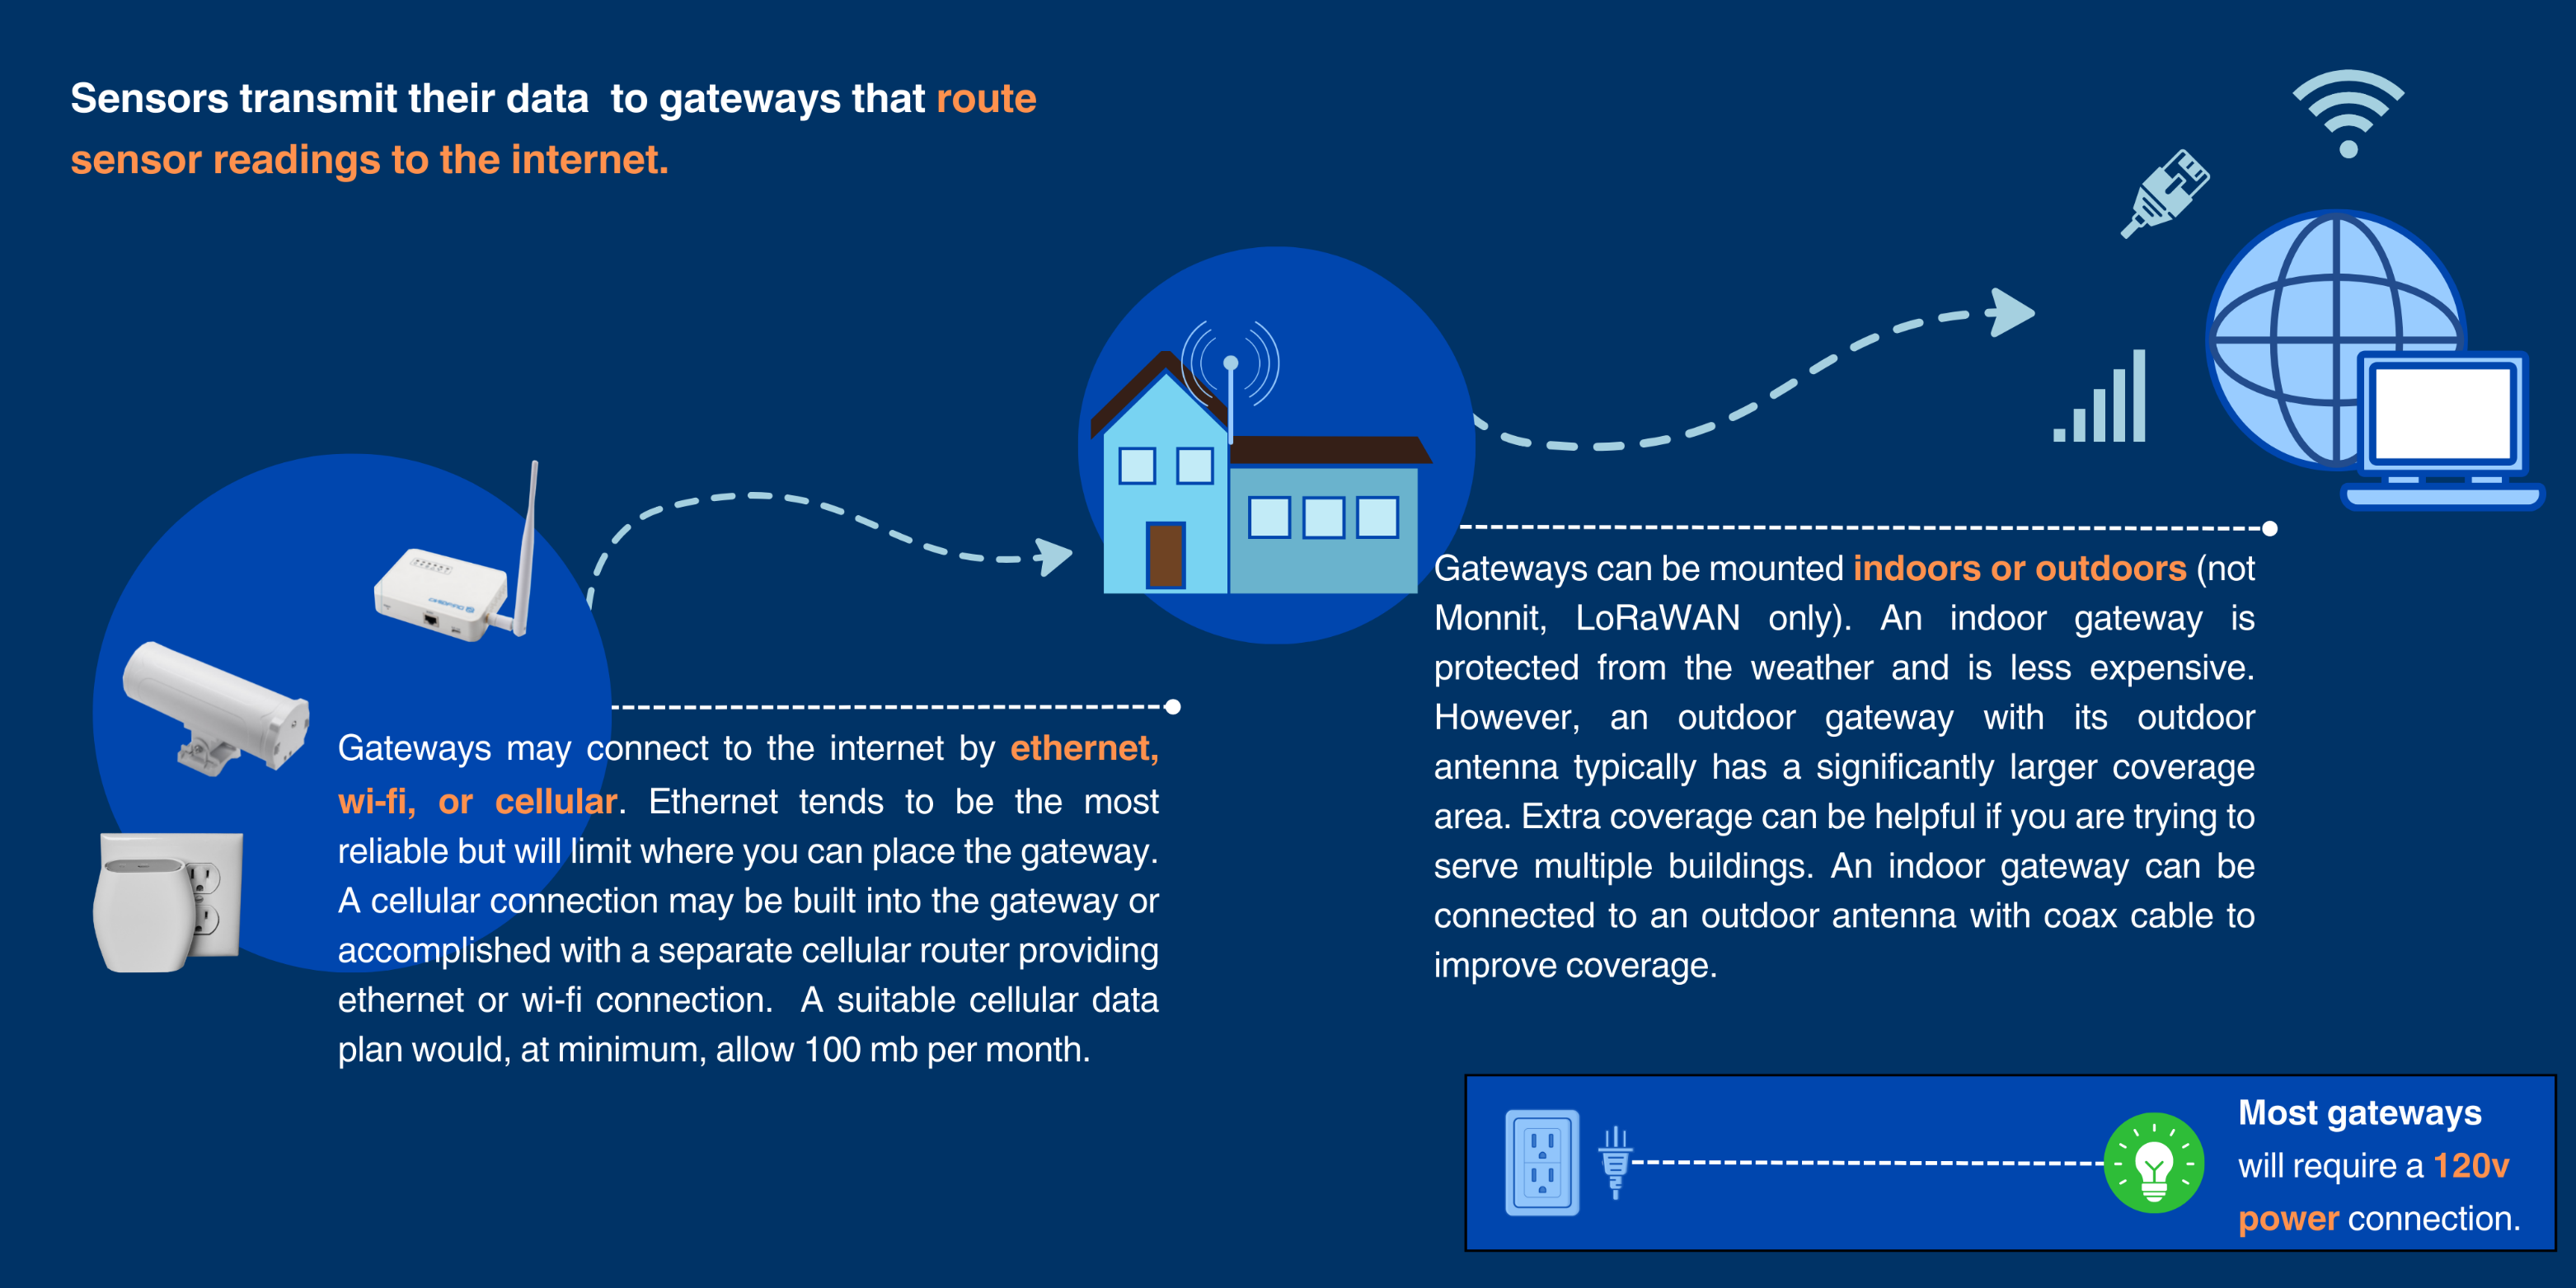 Sensors transmit their data  to gateways that route
sensor readings to the internet.
Gateways may connect to the internet by ethernet,
wi-fi, or cellular. Ethernet tends to be the most
reliable but will limit where you can place the gateway.
A cellular connection may be built into the gateway or
accomplished with a separate cellular router providing
ethernet or wi-fi connection.  A suitable cellular data
plan would, at minimum, allow 100 mb per month.
Gateways can be mounted indoors or outdoors (not
Monnit, LoRaWAN only). An indoor gateway is
protected from the weather and is less expensive.
However, an outdoor gateway with its outdoor
antenna typically has a significantly larger coverage
area. Extra coverage can be helpful if you are trying to
serve multiple buildings. An indoor gateway can be
connected to an outdoor antenna with coax cable to
improve coverage.
Most gateways
will require a 120v
power connection.